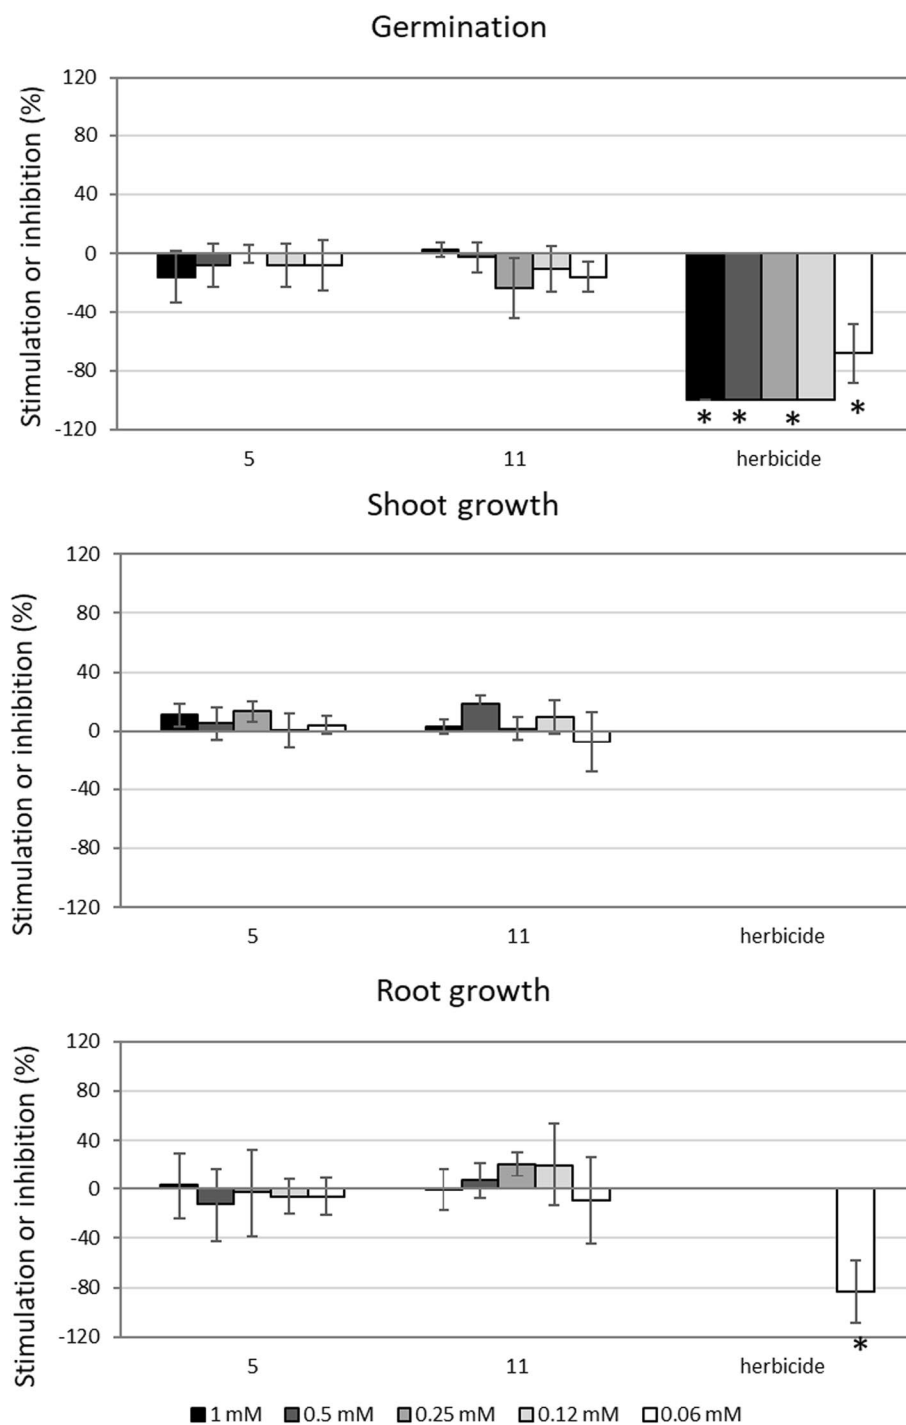 Germination
Stimulation or inhibition (%)
120
80
40
0
-40
-80
-120
* * * *
5 11 herbicide
Shoot growth
Stimulation or inhibition (%)
120
80
40
0
-40
-80
-120
5 11 herbicide
Root growth
Stimulation or inhibition (%)
120
80
40
0
-40
-80
-120
*
5 11 herbicide
1 mM 0.5 mM 0.25 mM 0.12 mM 0.06 mM